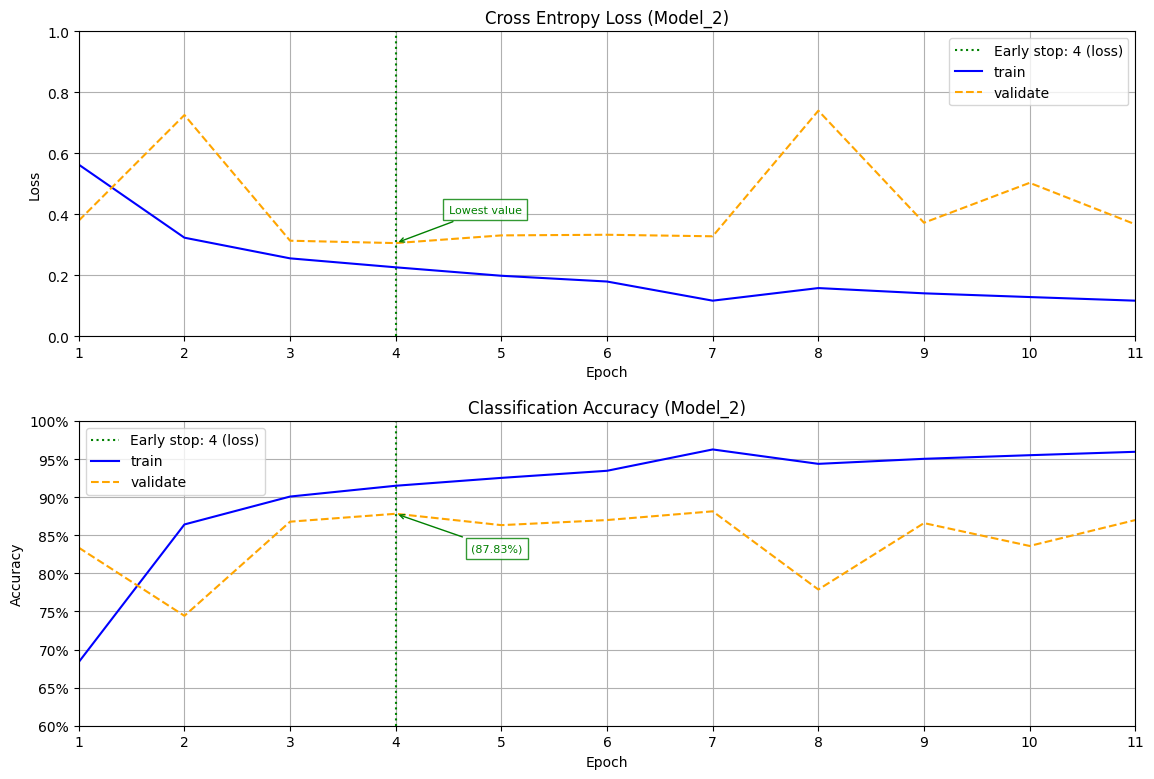 Cross Entropy Loss (Model_2)
1.0
0.8
0.6
0.4
0.2
0.0
Loss
Early stop: 4 (loss)
train
validate
Lowest value
1 2 3 4 5 6 7 8 9 10 11
Epoch
Classification Accuracy (Model_2)
100%
95%
90%
85%
80%
75%
70%
65%
60%
Accuracy
Early stop: 4 (loss)
train
validate
(87.83%)
1 2 3 4 5 6 7 8 9 10 11
Epoch